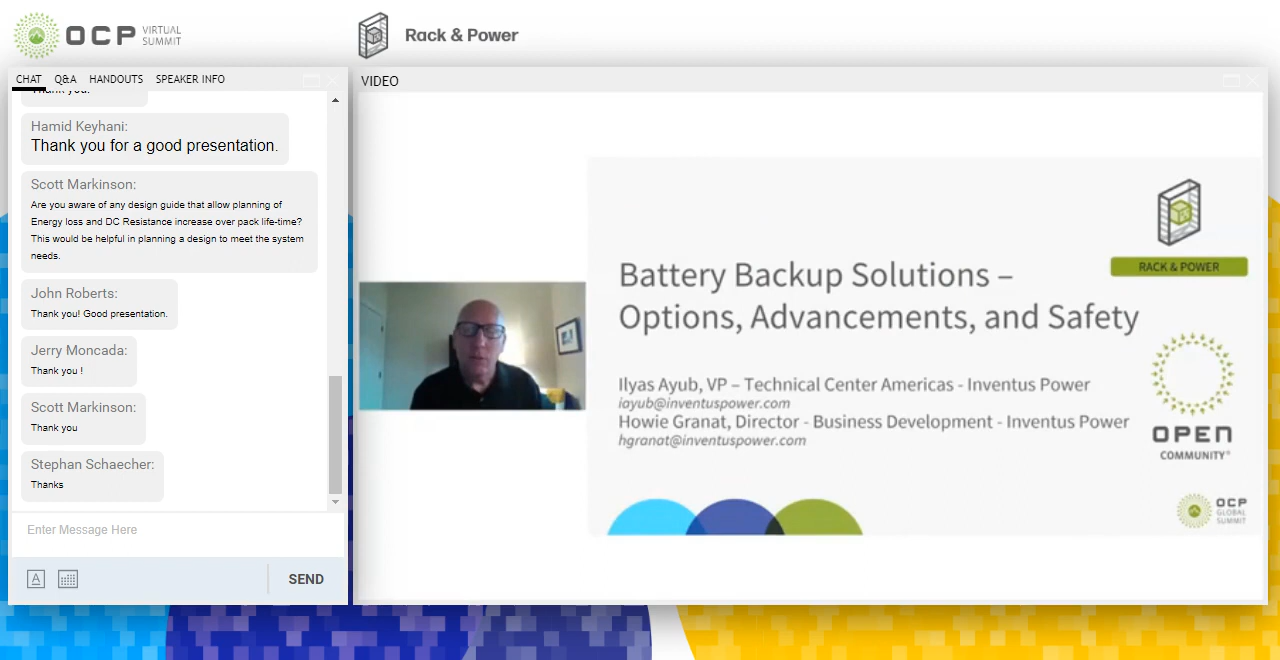 OCP VIRTUAL SUMMIT
Rack & Power
CHAT Q&A HANDOUTS SPEAKER INFO
Thank you.
Hamid Keyhani:
Thank you for a good presentation.
Scott Markinson:
Are you aware of any design guide that allow planning of
Energy loss and DC Resistance increase over pack life-time?
This would be helpful in planning a design to meet the system
needs.
John Roberts:
Thank you! Good presentation.
Jerry Moncada:
Thank you !
Scott Markinson:
Thank you
Stephan Schaecher:
Thanks
Enter Message Here
SEND
VIDEO
RACK & POWER
Battery Backup Solutions –
Options, Advancements, and Safety
Ilyas Ayub, VP – Technical Center Americas - Inventus Power
iayub@inventuspower.com
Howie Granat, Director - Business Development - Inventus Power
hgranat@inventuspower.com
OPEN
COMMUNITY®
OCP
GLOBAL
SUMMIT